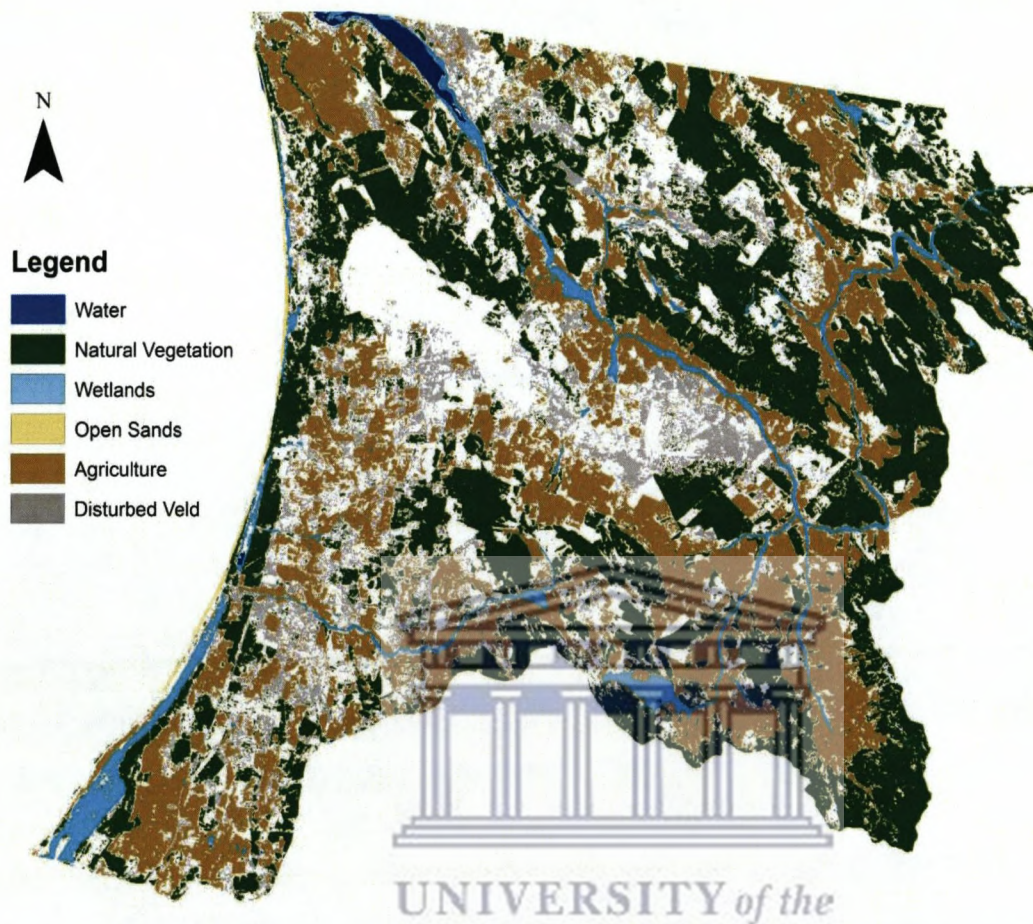 N
Legend
Water
Natural Vegetation
Wetlands
Open Sands
Agriculture
Disturbed Veld
UNIVERSITY of the